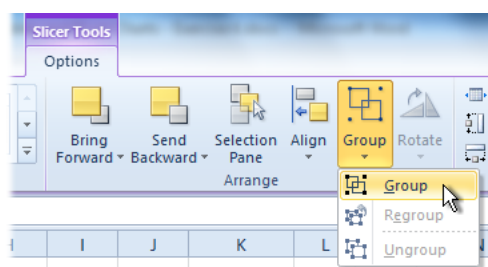 Slicer Tools
Options
Bring Forward
Send Backward
Selection Pane
Align
Group
Rotate
Arrange
Group
Regroup
Ungroup
I J K L